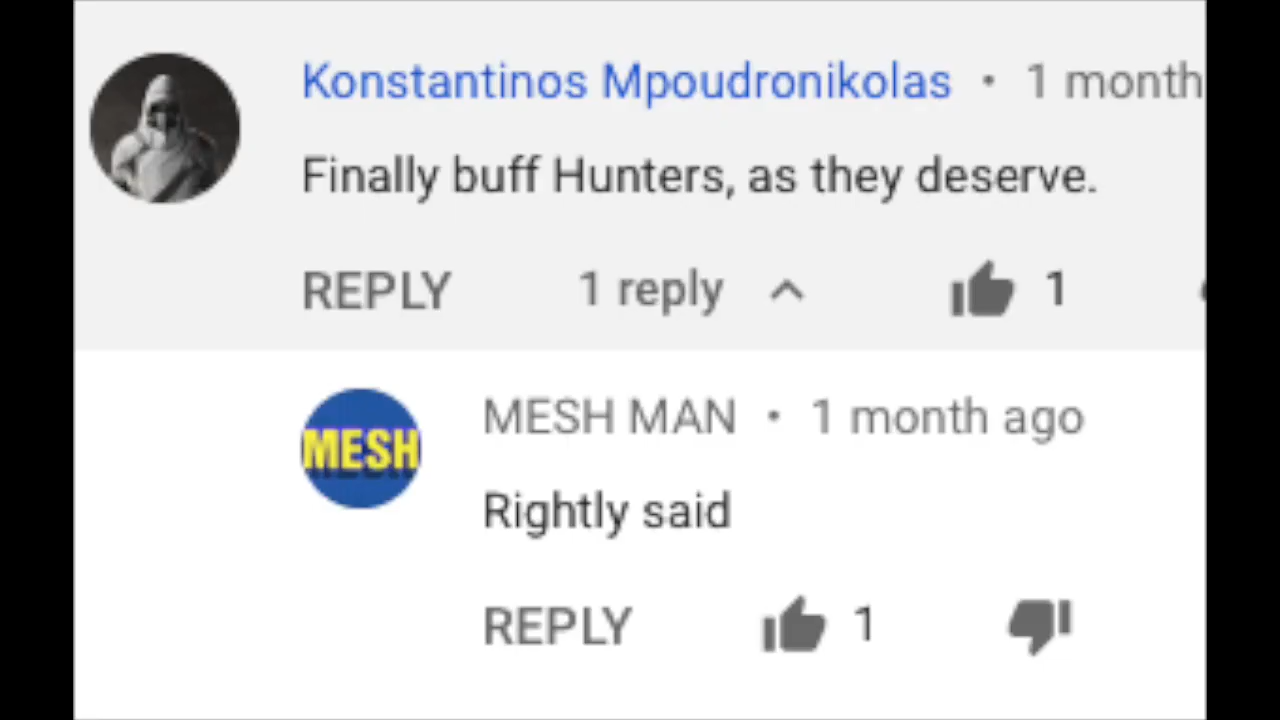 Konstantinos Mpoudronikolas • 1 month
Finally buff Hunters, as they deserve.
REPLY 1 reply 1
MESH
MESH MAN • 1 month ago
Rightly said
REPLY 1